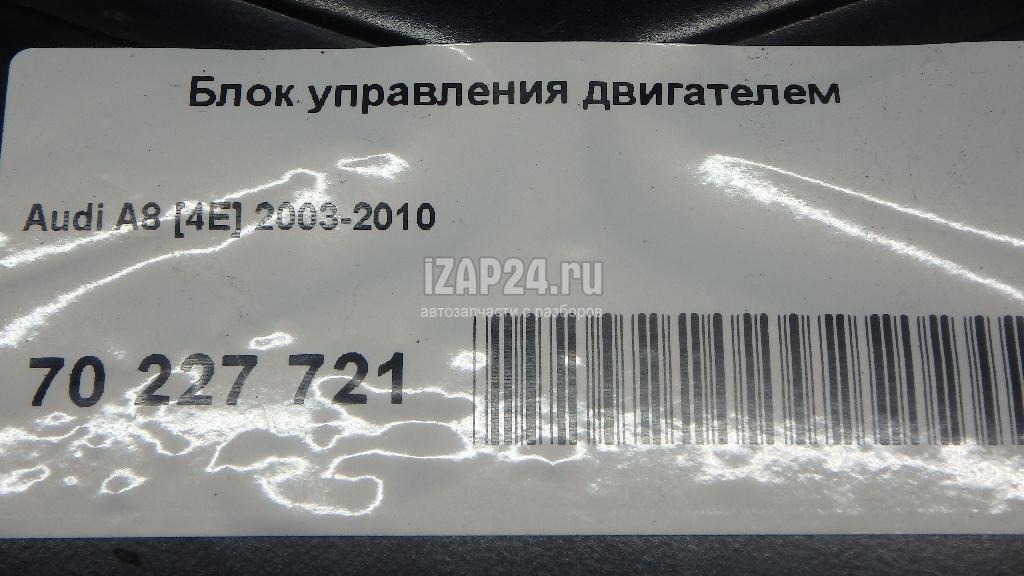 Блок управления двигателем
Audi A8 [4E] 2003-2010
iZAP24.ru
автозапчасти с разборов
70 227 721